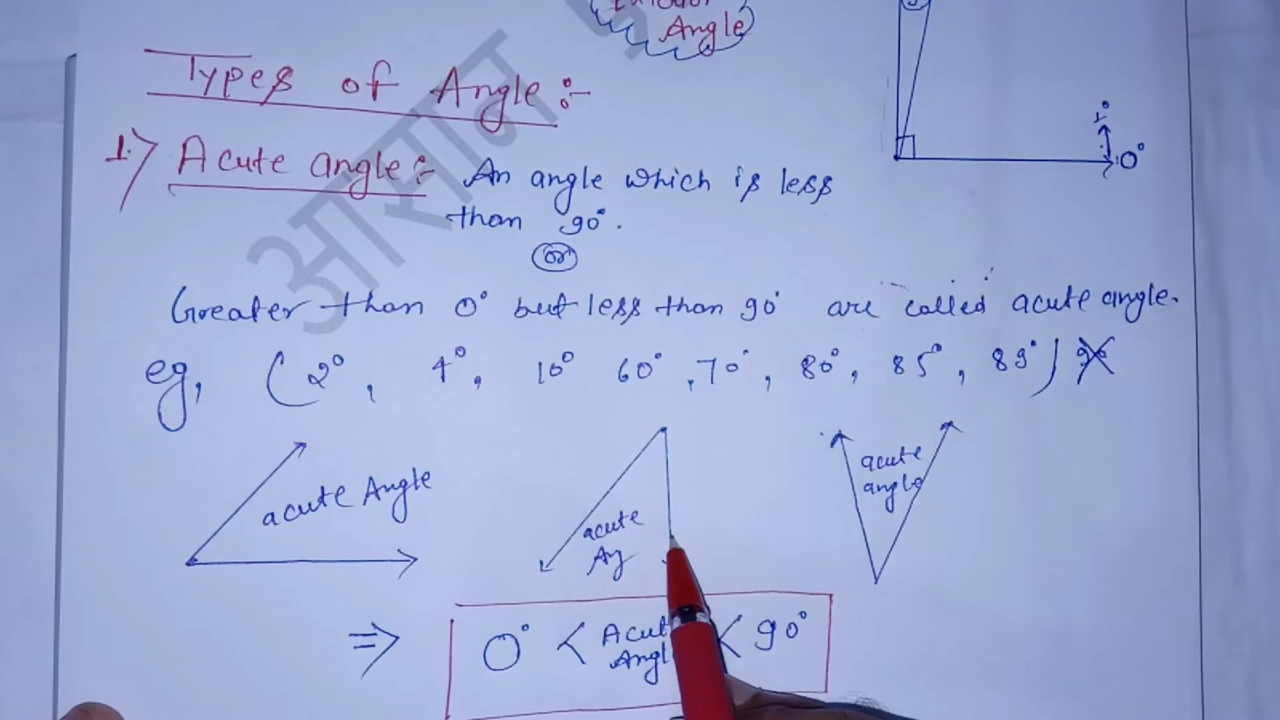 Angle
Types of Angle :-
1.) Acute angle:- An angle which is less
than 90°.
or
Greater than 0° but less than 90° are called acute angle.
eg, (2°, 4°, 10° 60°, 70°, 80°, 85°, 89°)
acute Angle
acute
acute
angle
0° < Acute Angle < 90°
1°
0°
आसान